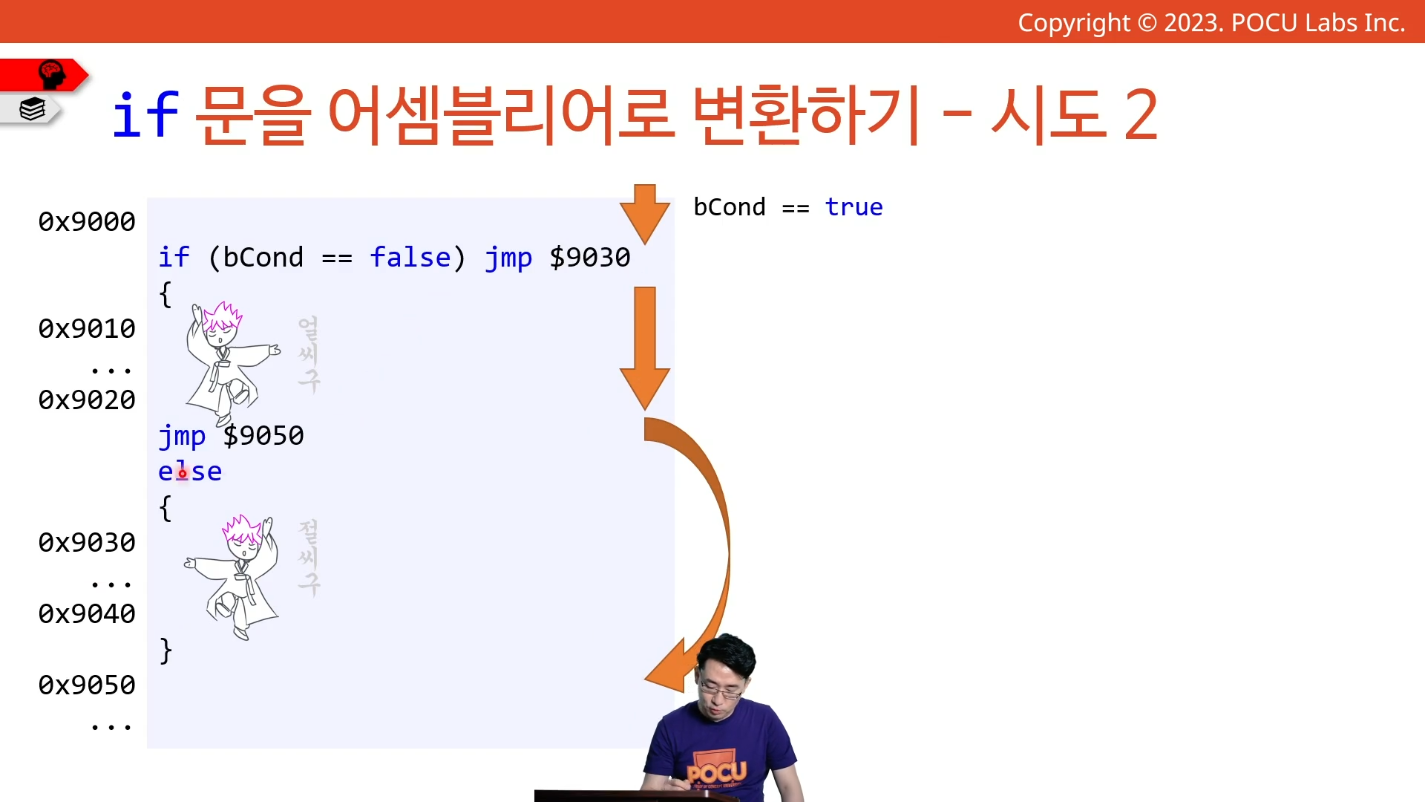 Copyright © 2023. POCU Labs Inc.
if 문을 어셈블리어로 변환하기 - 시도 2
bCond == true
0x9000
if (bCond == false) jmp $9030
{
0x9010
얼씨구
...
0x9020
jmp $9050
else
{
0x9030
절씨구
...
0x9040
}
0x9050
...
POCU